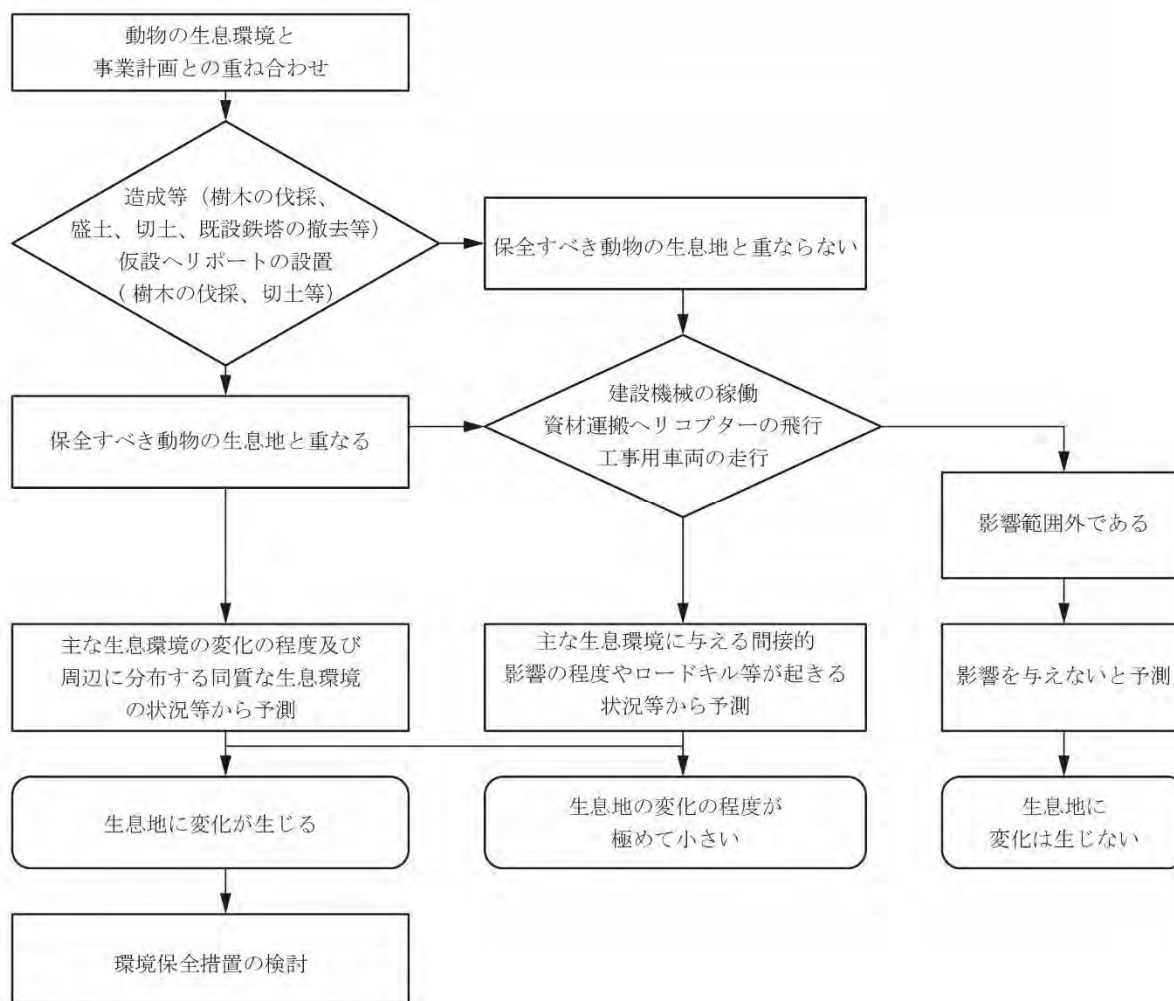 動物の生息環境と
事業計画との重ね合わせ
造成等（樹木の伐採、
盛土、切土、既設鉄塔の撤去等）
仮設ヘリポートの設置
（樹木の伐採、切土等）
保全すべき動物の生息地と重ならない
保全すべき動物の生息地と重なる
建設機械の稼働
資材運搬ヘリコプターの飛行
工事用車両の走行
影響範囲外である
主な生息環境の変化の程度及び
周辺に分布する同質な生息環境
の状況等から予測
主な生息環境に与える間接的
影響の程度やロードキル等が起きる
状況等から予測
影響を与えないと予測
生息地に変化が生じる
生息地の変化の程度が
極めて小さい
生息地に
変化は生じない
環境保全措置の検討